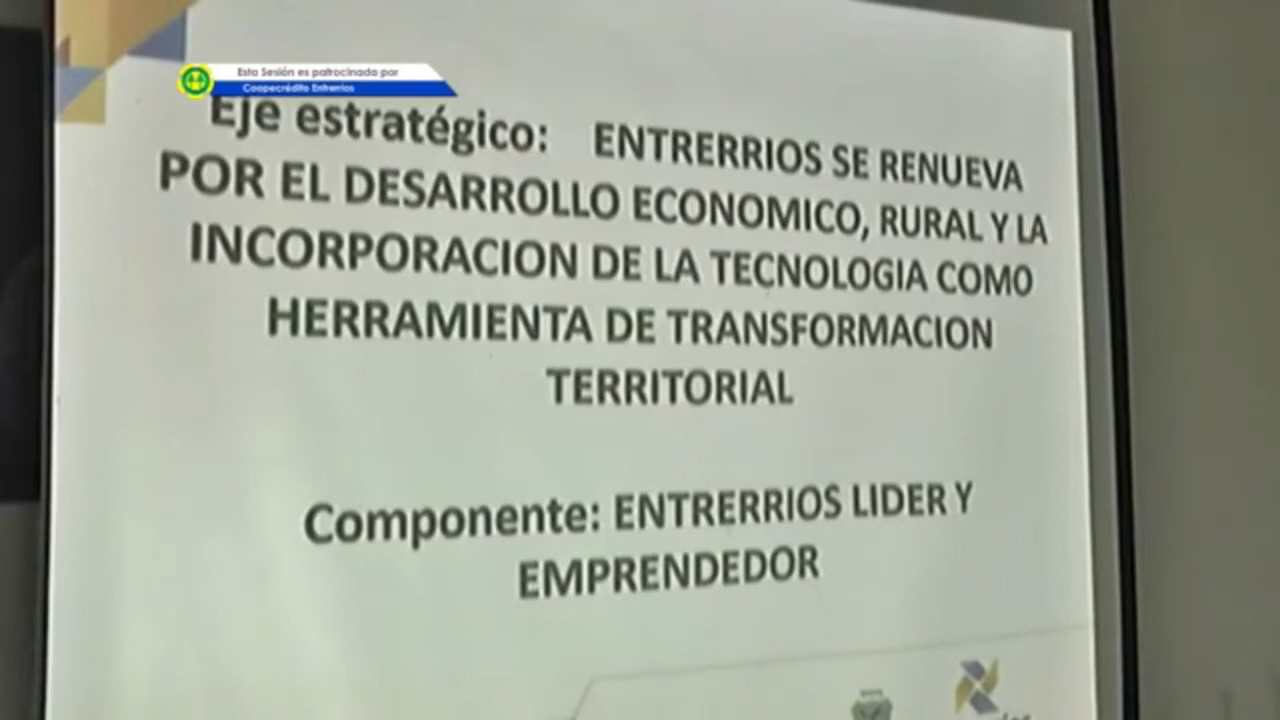 Esta Sesión es patrocinada por
Coopecrédito Entrerrios
Eje estratégico: ENTRERRIOS SE RENUEVA
POR EL DESARROLLO ECONOMICO, RURAL Y LA
INCORPORACION DE LA TECNOLOGIA COMO
HERRAMIENTA DE TRANSFORMACION
TERRITORIAL
Componente: ENTRERRIOS LIDER Y
EMPRENDEDOR